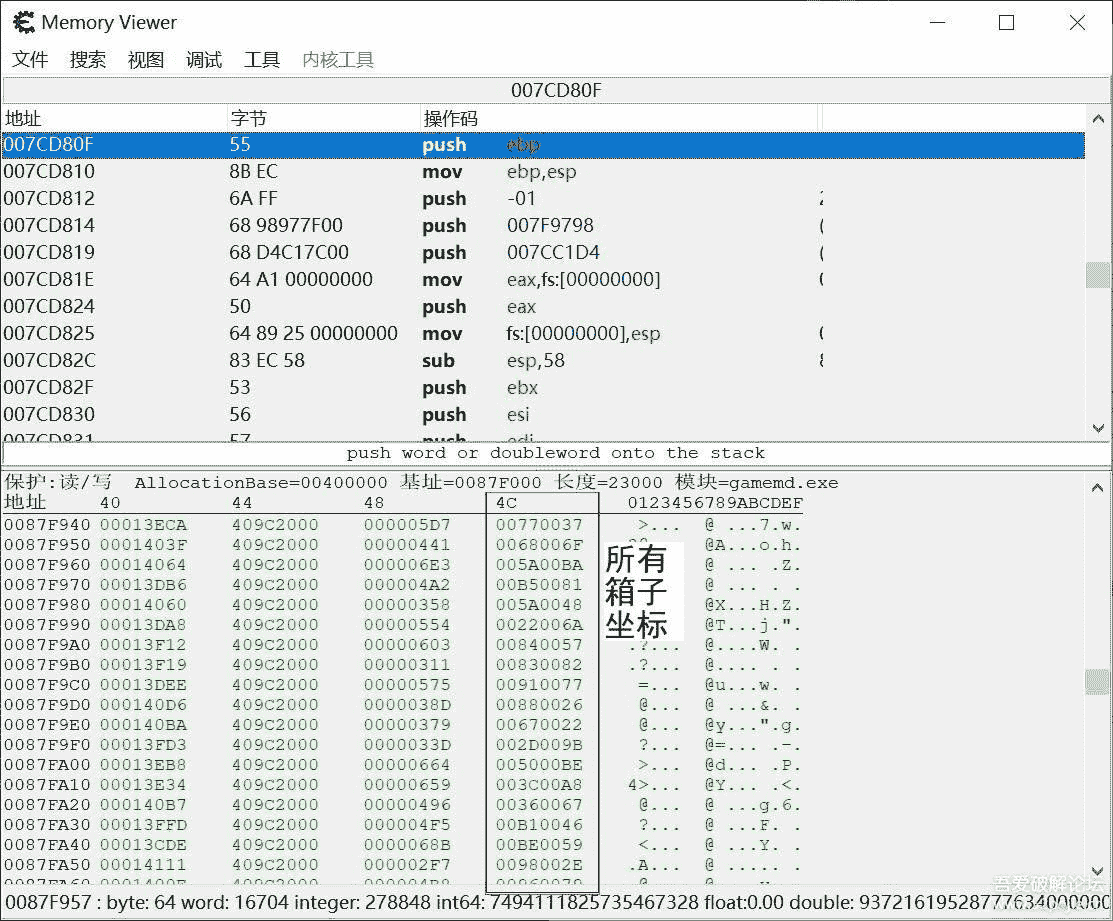 Memory Viewer
文件 搜索 视图 调试 工具 内核工具
007CD80F
地址 字节 操作码
007CD80F 55 push ebp
007CD810 8B EC mov ebp,esp
007CD812 6A FF push -01
007CD814 68 98977F00 push 007F9798
007CD819 68 D4C17C00 push 007CC1D4
007CD81E 64 A1 00000000 mov eax,fs:[00000000]
007CD824 50 push eax
007CD825 64 89 25 00000000 mov fs:[00000000],esp
007CD82C 83 EC 58 sub esp,58
007CD82F 53 push ebx
007CD830 56 push esi
007CD831 57 push edi
push word or doubleword onto the stack
保护:读/写 AllocationBase=00400000 基址=0087F000 长度=23000 模块=gamemd.exe
地址 40 44 48 4C 0123456789ABCDEF
0087F940 00013ECA 409C2000 000005D7 00770037 >... @ ...7.w.
0087F950 0001403F 409C2000 00000441 0068006F @A...o.h.
0087F960 00014064 409C2000 000006E3 005A00BA @ ... .Z.
0087F970 00013DB6 409C2000 000004A2 00B50081 @ ... . .
0087F980 00014060 409C2000 00000358 005A0048 @X...H.Z.
0087F990 00013DA8 409C2000 00000554 0022006A @T...j.".
0087F9A0 00013F12 409C2000 00000603 00840057 .?... @....W. .
0087F9B0 00013F19 409C2000 00000311 00830082 .?... @.... . .
0087F9C0 00013DEE 409C2000 00000575 00910077 =... @u...w. .
0087F9D0 000140D6 409C2000 0000038D 00880026 @... @ ...&. .
0087F9E0 000140BA 409C2000 00000379 00670022 @... @y...".g.
0087F9F0 00013FD3 409C2000 0000033D 002D009B ?... @=... .-.
0087FA00 00013EB8 409C2000 00000664 005000BE >... @d... .P.
0087FA10 00013E34 409C2000 00000659 003C00A8 4>... @Y... .<.
0087FA20 000140B7 409C2000 00000496 00360067 @... @ ...g.6.
0087FA30 00013FFD 409C2000 000004F5 00B10046 ?... @ ...F. .
0087FA40 00013CDE 409C2000 0000068B 00BE0059 <... @ ...Y. .
0087FA50 00014111 409C2000 000002F7 0098002E .A... @ ...... .
所有
箱子
坐标
吾爱破解论坛
0087F957 : byte: 64 word: 16704 integer: 278848 int64: 7494111825735467328 float:0.00 double: 93721619528777634000000